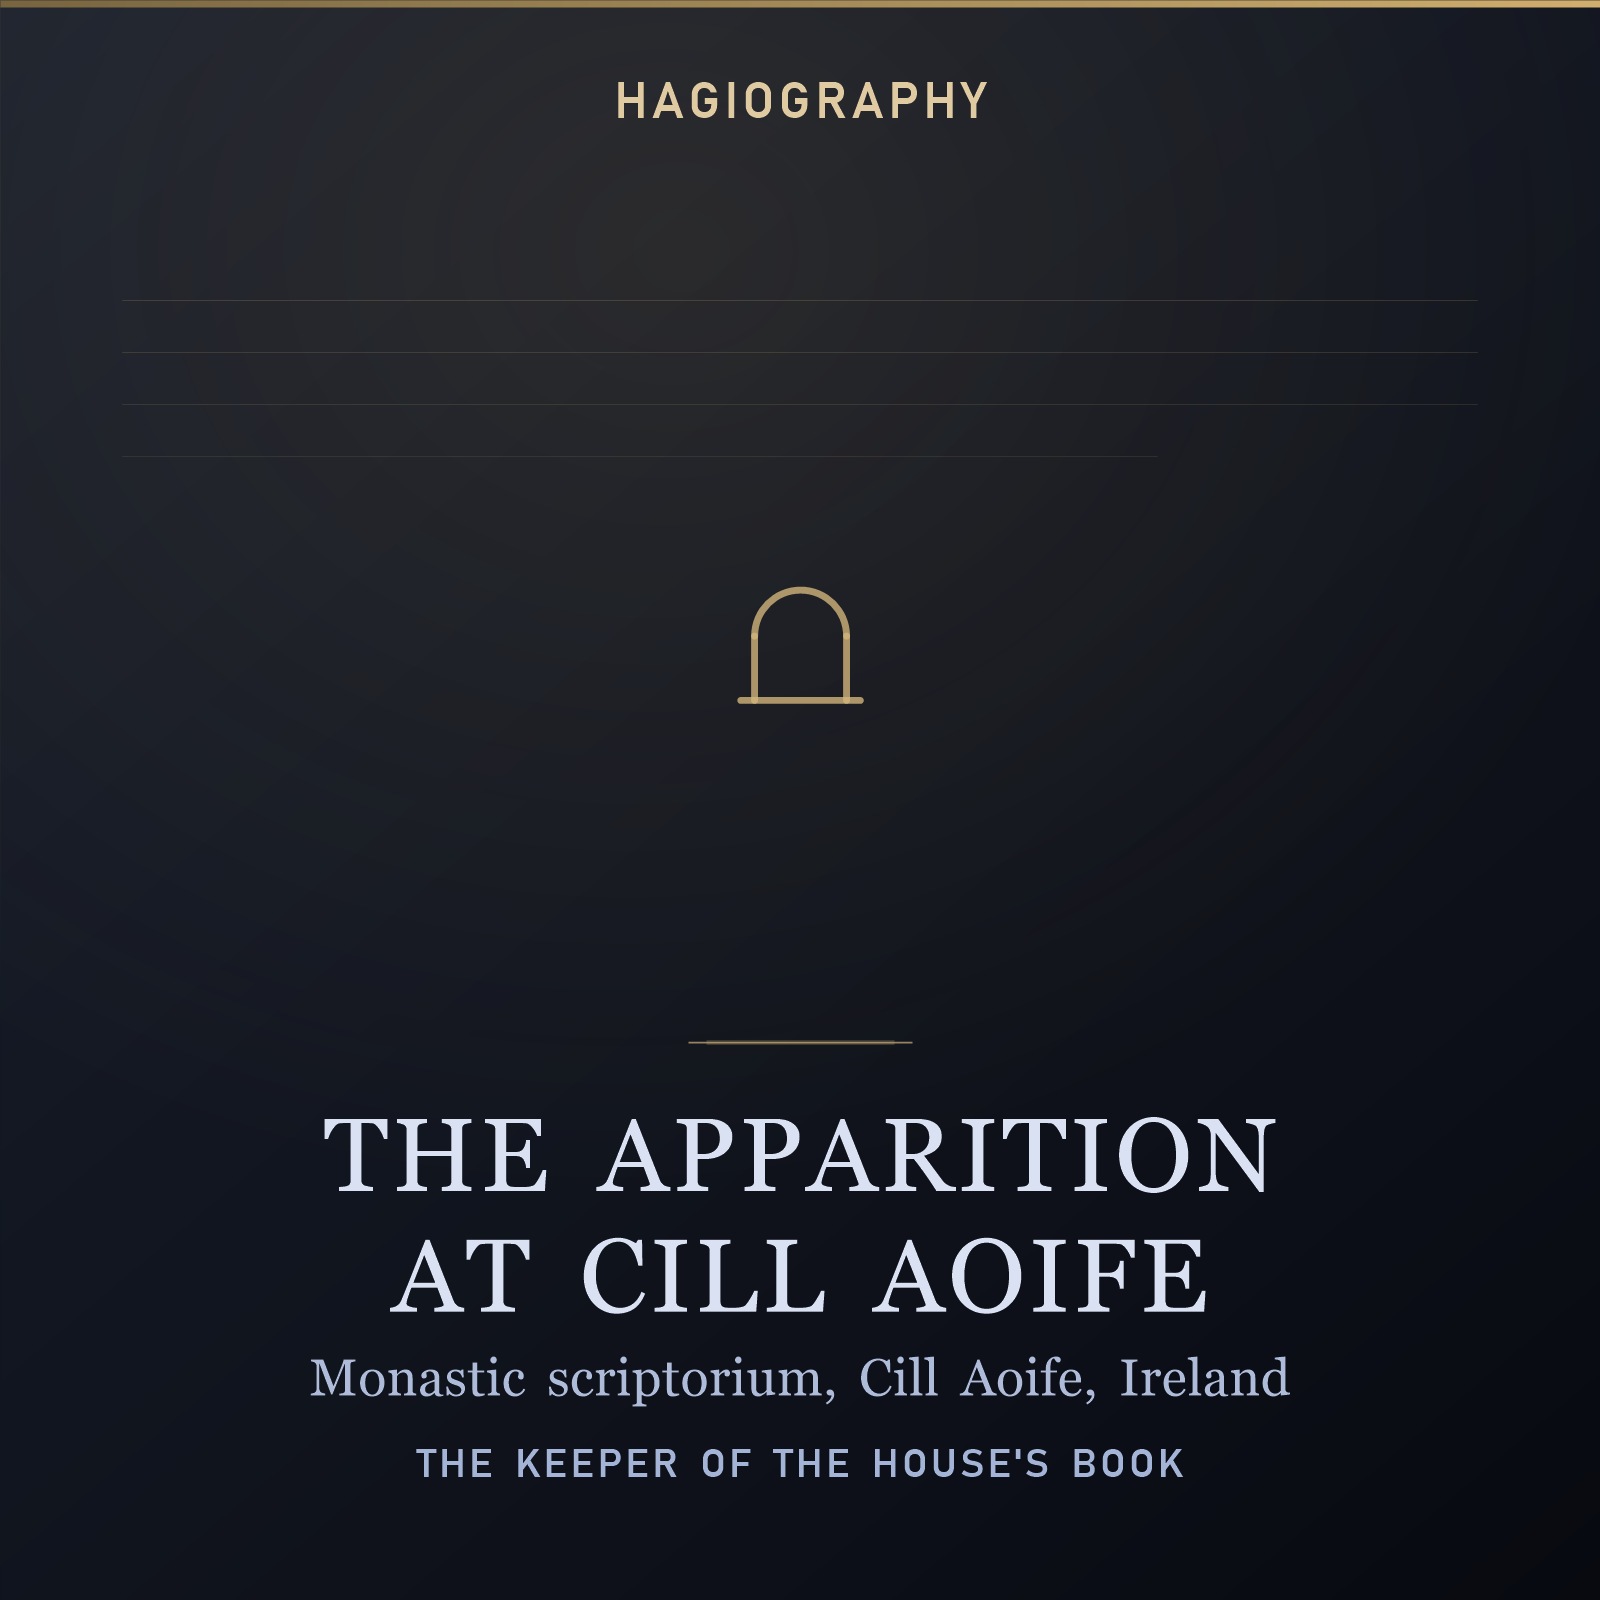 HAGIOGRAPHY
THE APPARITION
AT CILL AOIFE
Monastic scriptorium, Cill Aoife, Ireland
THE KEEPER OF THE HOUSE'S BOOK